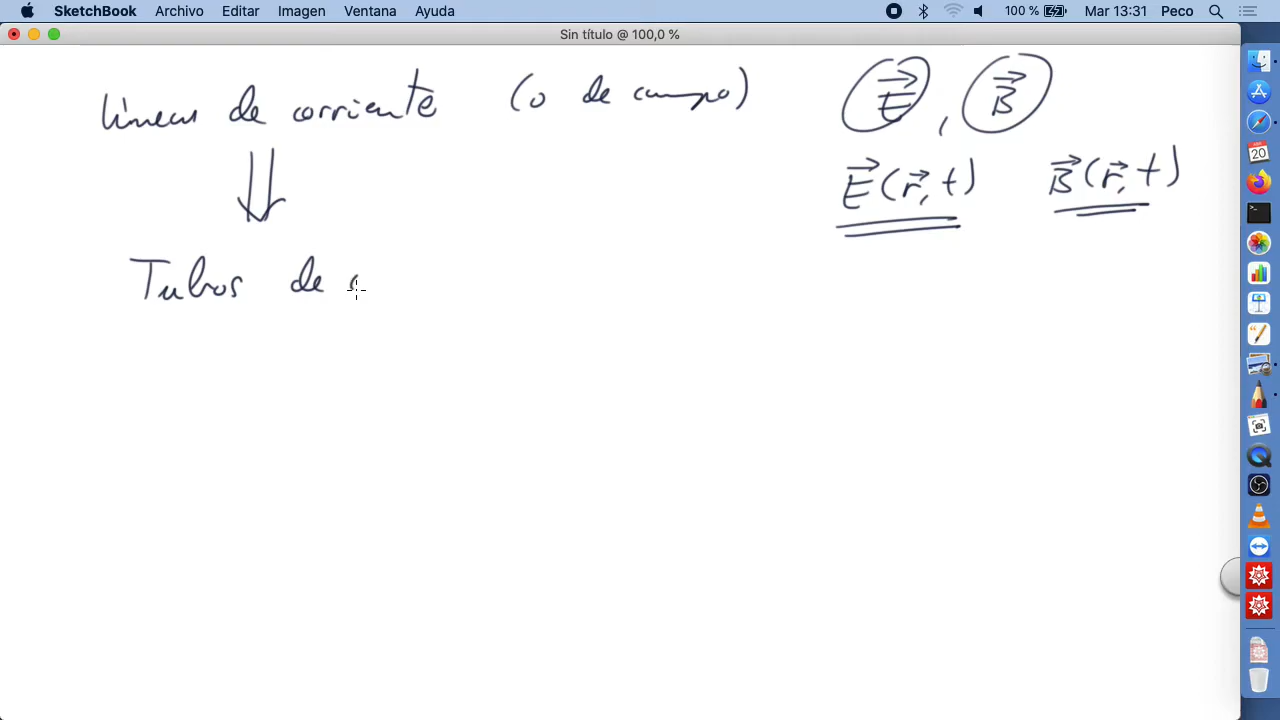 SketchBook Archivo Editar Imagen Ventana Ayuda 100 % Mar 13:31 Peco
Sin título @ 100,0 %
líneas de corriente (o de campo) E⃗ , B⃗
E⃗(r⃗, t) B⃗(r⃗, t)
⇓
Tubos de c
20